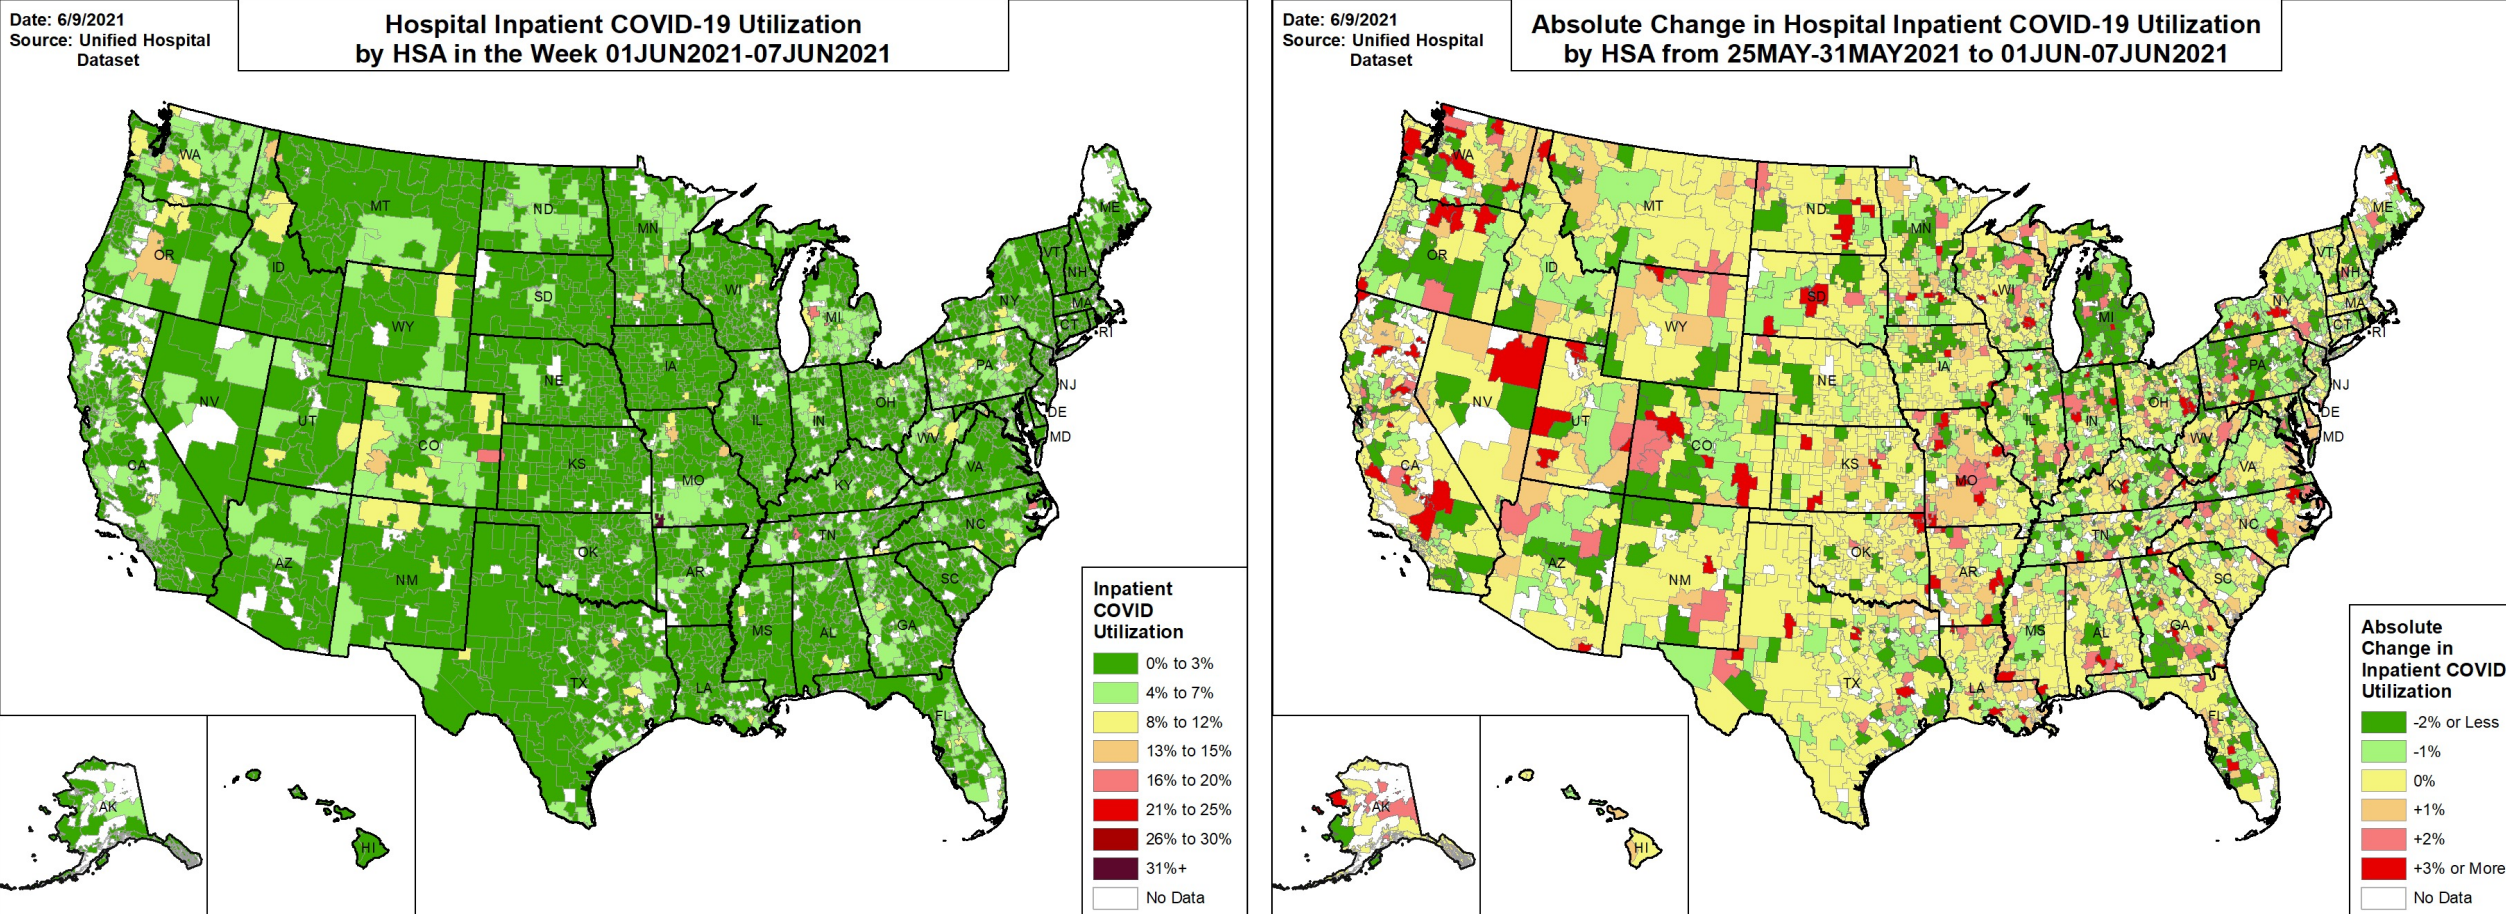 Date: 6/9/2021
Source: Unified Hospital
Dataset
Hospital Inpatient COVID-19 Utilization
by HSA in the Week 01JUN2021-07JUN2021
WA
MT
ND
MN
ME
OR
ID
SD
WI
MI
VT
NH
NY
MA
CT
RI
WY
IA
NE
PA
NJ
NV
UT
CO
IL
IN
OH
DE
MD
WV
CA
KS
MO
KY
VA
AZ
NM
OK
AR
TN
NC
SC
MS
AL
GA
TX
LA
FL
AK
HI
Inpatient
COVID
Utilization
0% to 3%
4% to 7%
8% to 12%
13% to 15%
16% to 20%
21% to 25%
26% to 30%
31%+
No Data
Date: 6/9/2021
Source: Unified Hospital
Dataset
Absolute Change in Hospital Inpatient COVID-19 Utilization
by HSA from 25MAY-31MAY2021 to 01JUN-07JUN2021
WA
MT
ND
MN
ME
OR
ID
SD
WI
MI
VT
NH
NY
MA
CT
RI
WY
IA
NE
PA
NJ
NV
UT
CO
IL
IN
OH
DE
MD
WV
CA
KS
MO
KY
VA
AZ
NM
OK
AR
TN
NC
SC
MS
AL
GA
TX
LA
FL
AK
HI
Absolute
Change in
Inpatient COVID
Utilization
-2% or Less
-1%
0%
+1%
+2%
+3% or More
No Data